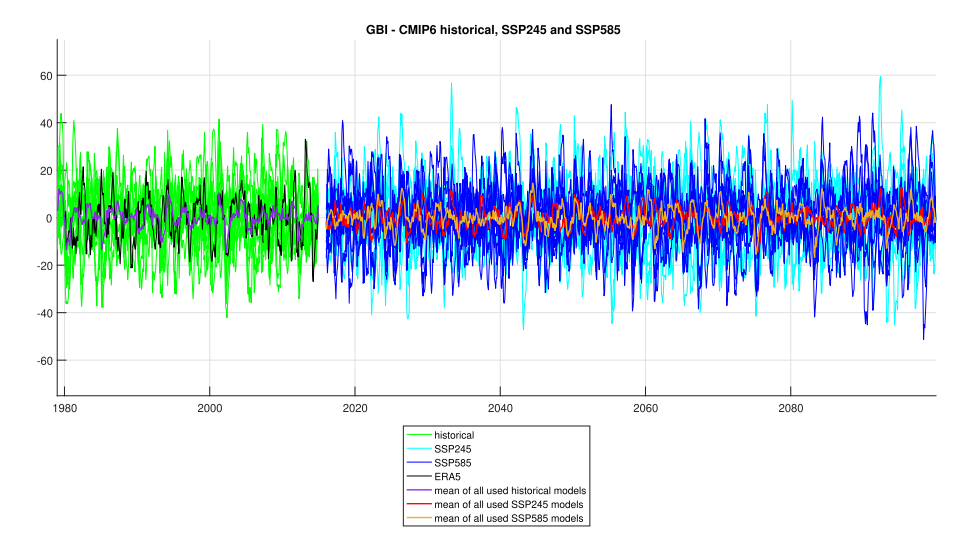 GBI - CMIP6 historical, SSP245 and SSP585
60
40
20
0
-20
-40
-60
1980 2000 2020 2040 2060 2080
historical
SSP245
SSP585
ERA5
mean of all used historical models
mean of all used SSP245 models
mean of all used SSP585 models